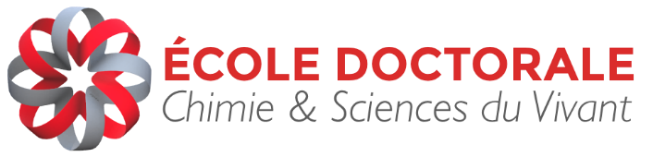 ÉCOLE DOCTORALE
Chimie & Sciences du Vivant